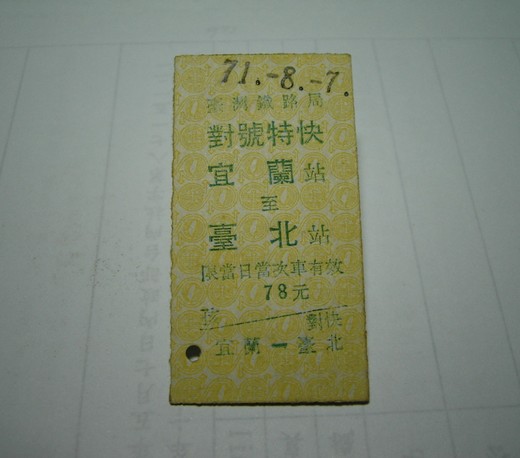 71.-8.-7.
臺灣鐵路局
對號特快
宜蘭站
至
臺北站
限當日當次車有效
78元
孩 對快
宜蘭－臺北